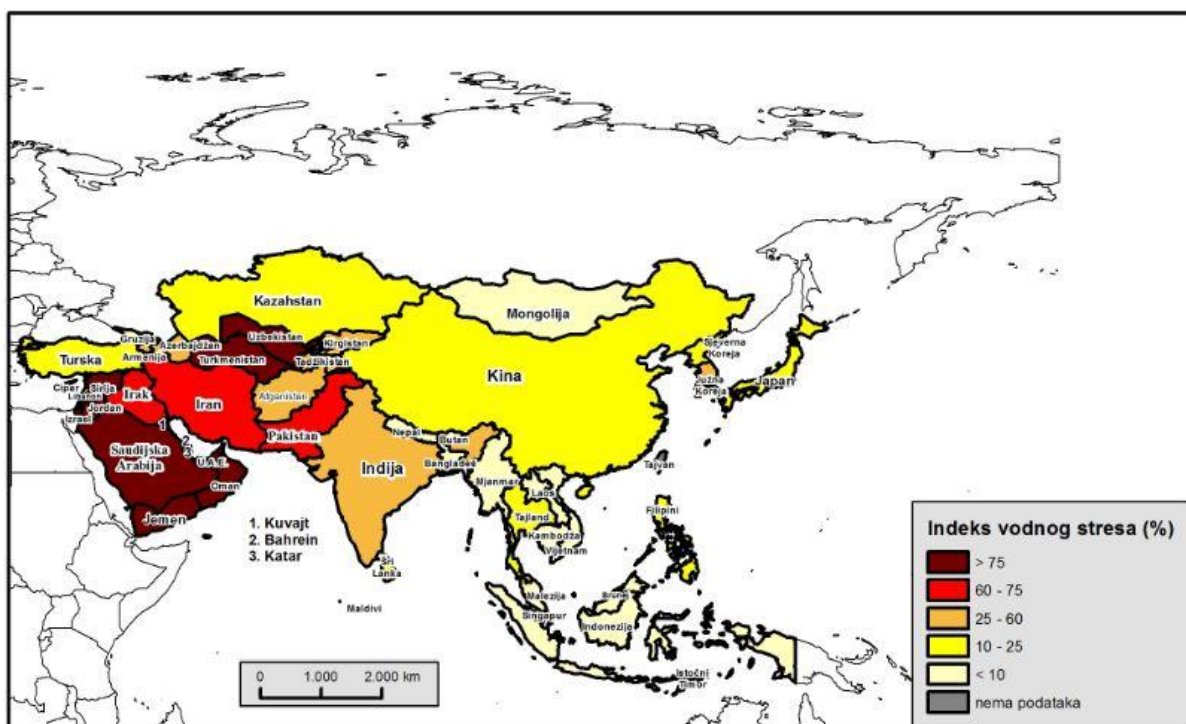 Kazahstan
Mongolija
Gruzija
Azerbajdžan
Uzbekistan
Kirgistan
Sjeverna
Koreja
Turska
Armenija
Turkmenistan
Tadžikistan
Kina
Južna
Koreja
Japan
Cipar
Sirija
Libanon
Irak
Iran
Afganistan
Jordan
Izrael
1
Pakistan
Nepal
Butan
2
3
Saudijska
Arabija
U.A.E.
Indija
Bangladeš
Mjanmar
Tajvan
Oman
Laos
Jemen
Tajland
Filipini
Kambodža
Vijetnam
1. Kuvajt
2. Bahrein
3. Katar
Šri
Lanka
Maldivi
Malezija
Brunej
Singapur
Indonezija
Istočni
Timor
0 1.000 2.000 km
Indeks vodnog stresa (%)
> 75
60 - 75
25 - 60
10 - 25
< 10
nema podataka